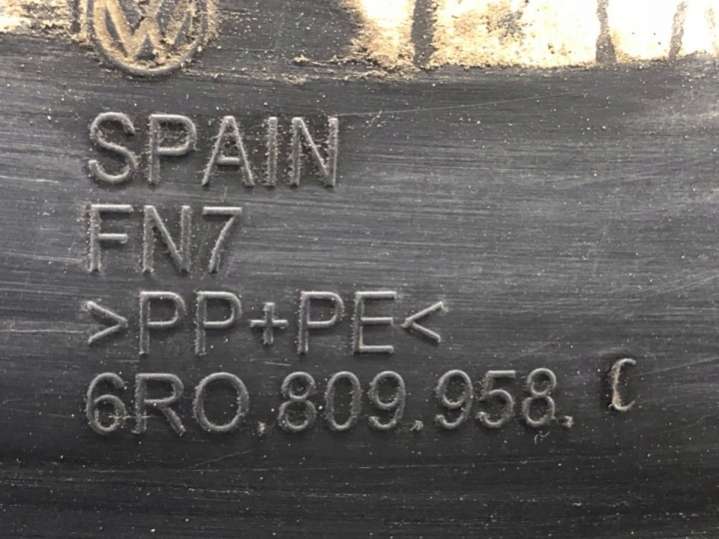 SPAIN
FN7
>PP+PE<
6R0.809.958. C